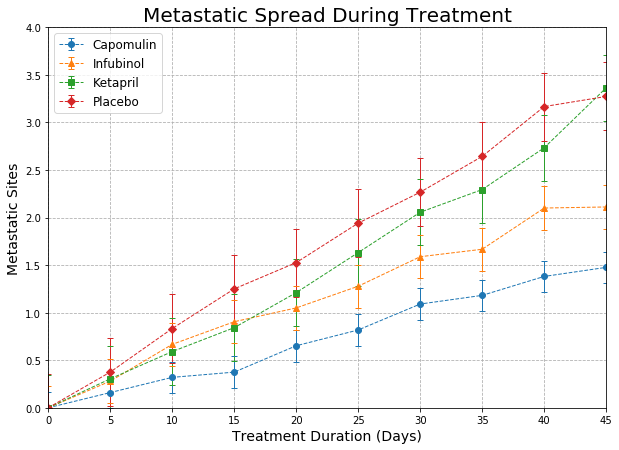 Metastatic Spread During Treatment
Capomulin
Infubinol
Ketapril
Placebo
Metastatic Sites
4.0
3.5
3.0
2.5
2.0
1.5
1.0
0.5
0.0
0 5 10 15 20 25 30 35 40 45
Treatment Duration (Days)